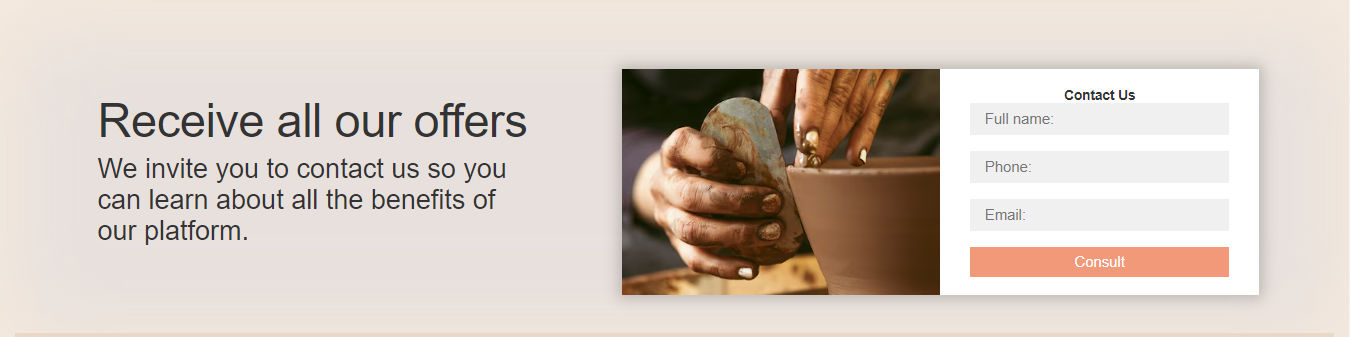 Receive all our offers
We invite you to contact us so you
can learn about all the benefits of
our platform.
Contact Us
Full name:
Phone:
Email:
Consult